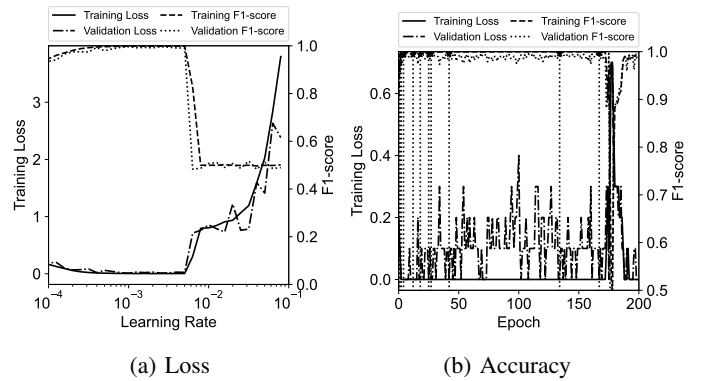 Training Loss Training F1-score
Validation Loss Validation F1-score
Training Loss
3
2
1
0
1.0
0.8
0.6
0.4
0.2
0.0
F1-score
10⁻⁴ 10⁻³ 10⁻² 10⁻¹
Learning Rate
(a) Loss
Training Loss Training F1-score
Validation Loss Validation F1-score
Training Loss
0.6
0.4
0.2
0.0
1.0
0.9
0.8
0.7
0.6
0.5
F1-score
0 50 100 150 200
Epoch
(b) Accuracy